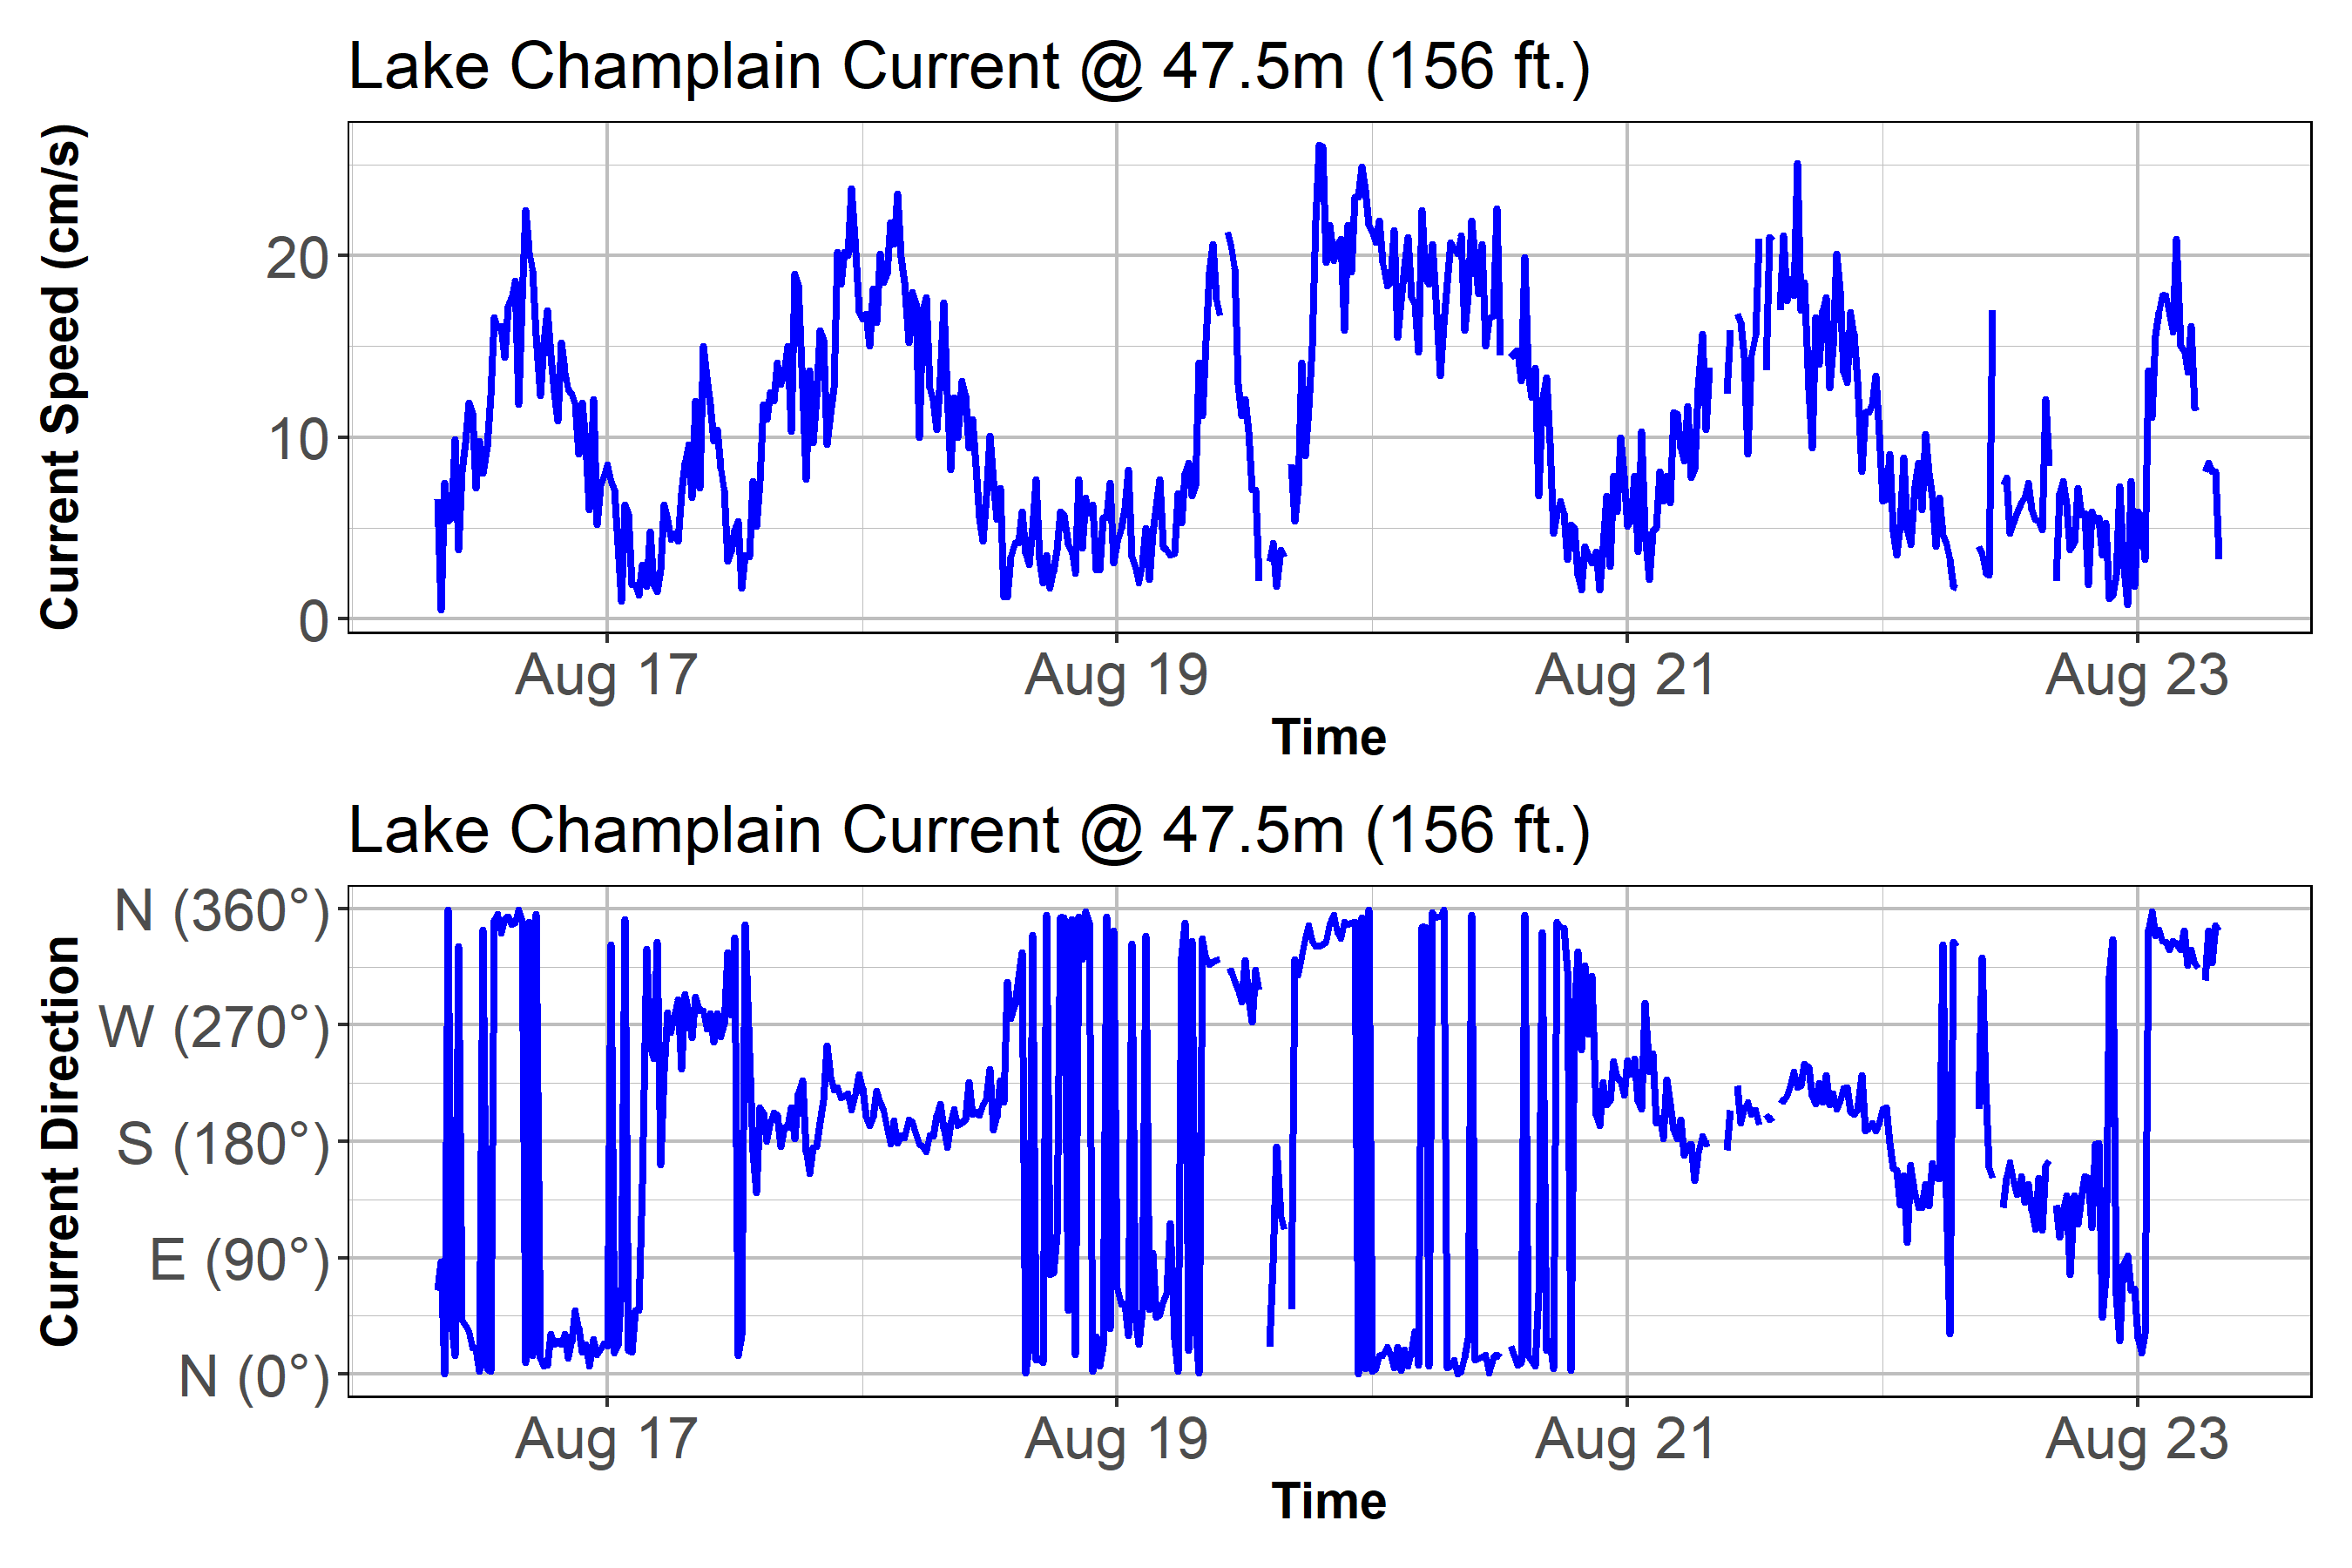 Lake Champlain Current @ 47.5m (156 ft.)
Current Speed (cm/s)
20
10
0
Aug 17 Aug 19 Aug 21 Aug 23
Time
Lake Champlain Current @ 47.5m (156 ft.)
Current Direction
N (360°)
W (270°)
S (180°)
E (90°)
N (0°)
Aug 17 Aug 19 Aug 21 Aug 23
Time